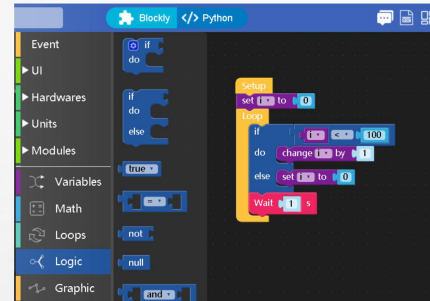 Blockly </> Python
Event
UI
Hardwares
Units
Modules
Variables
Math
Loops
Logic
Graphic
if
do
if
do
else
true
=
not
null
and
Setup
set i to 0
Loop
if i < 100
do change i by 1
else set i to 0
Wait 1 s